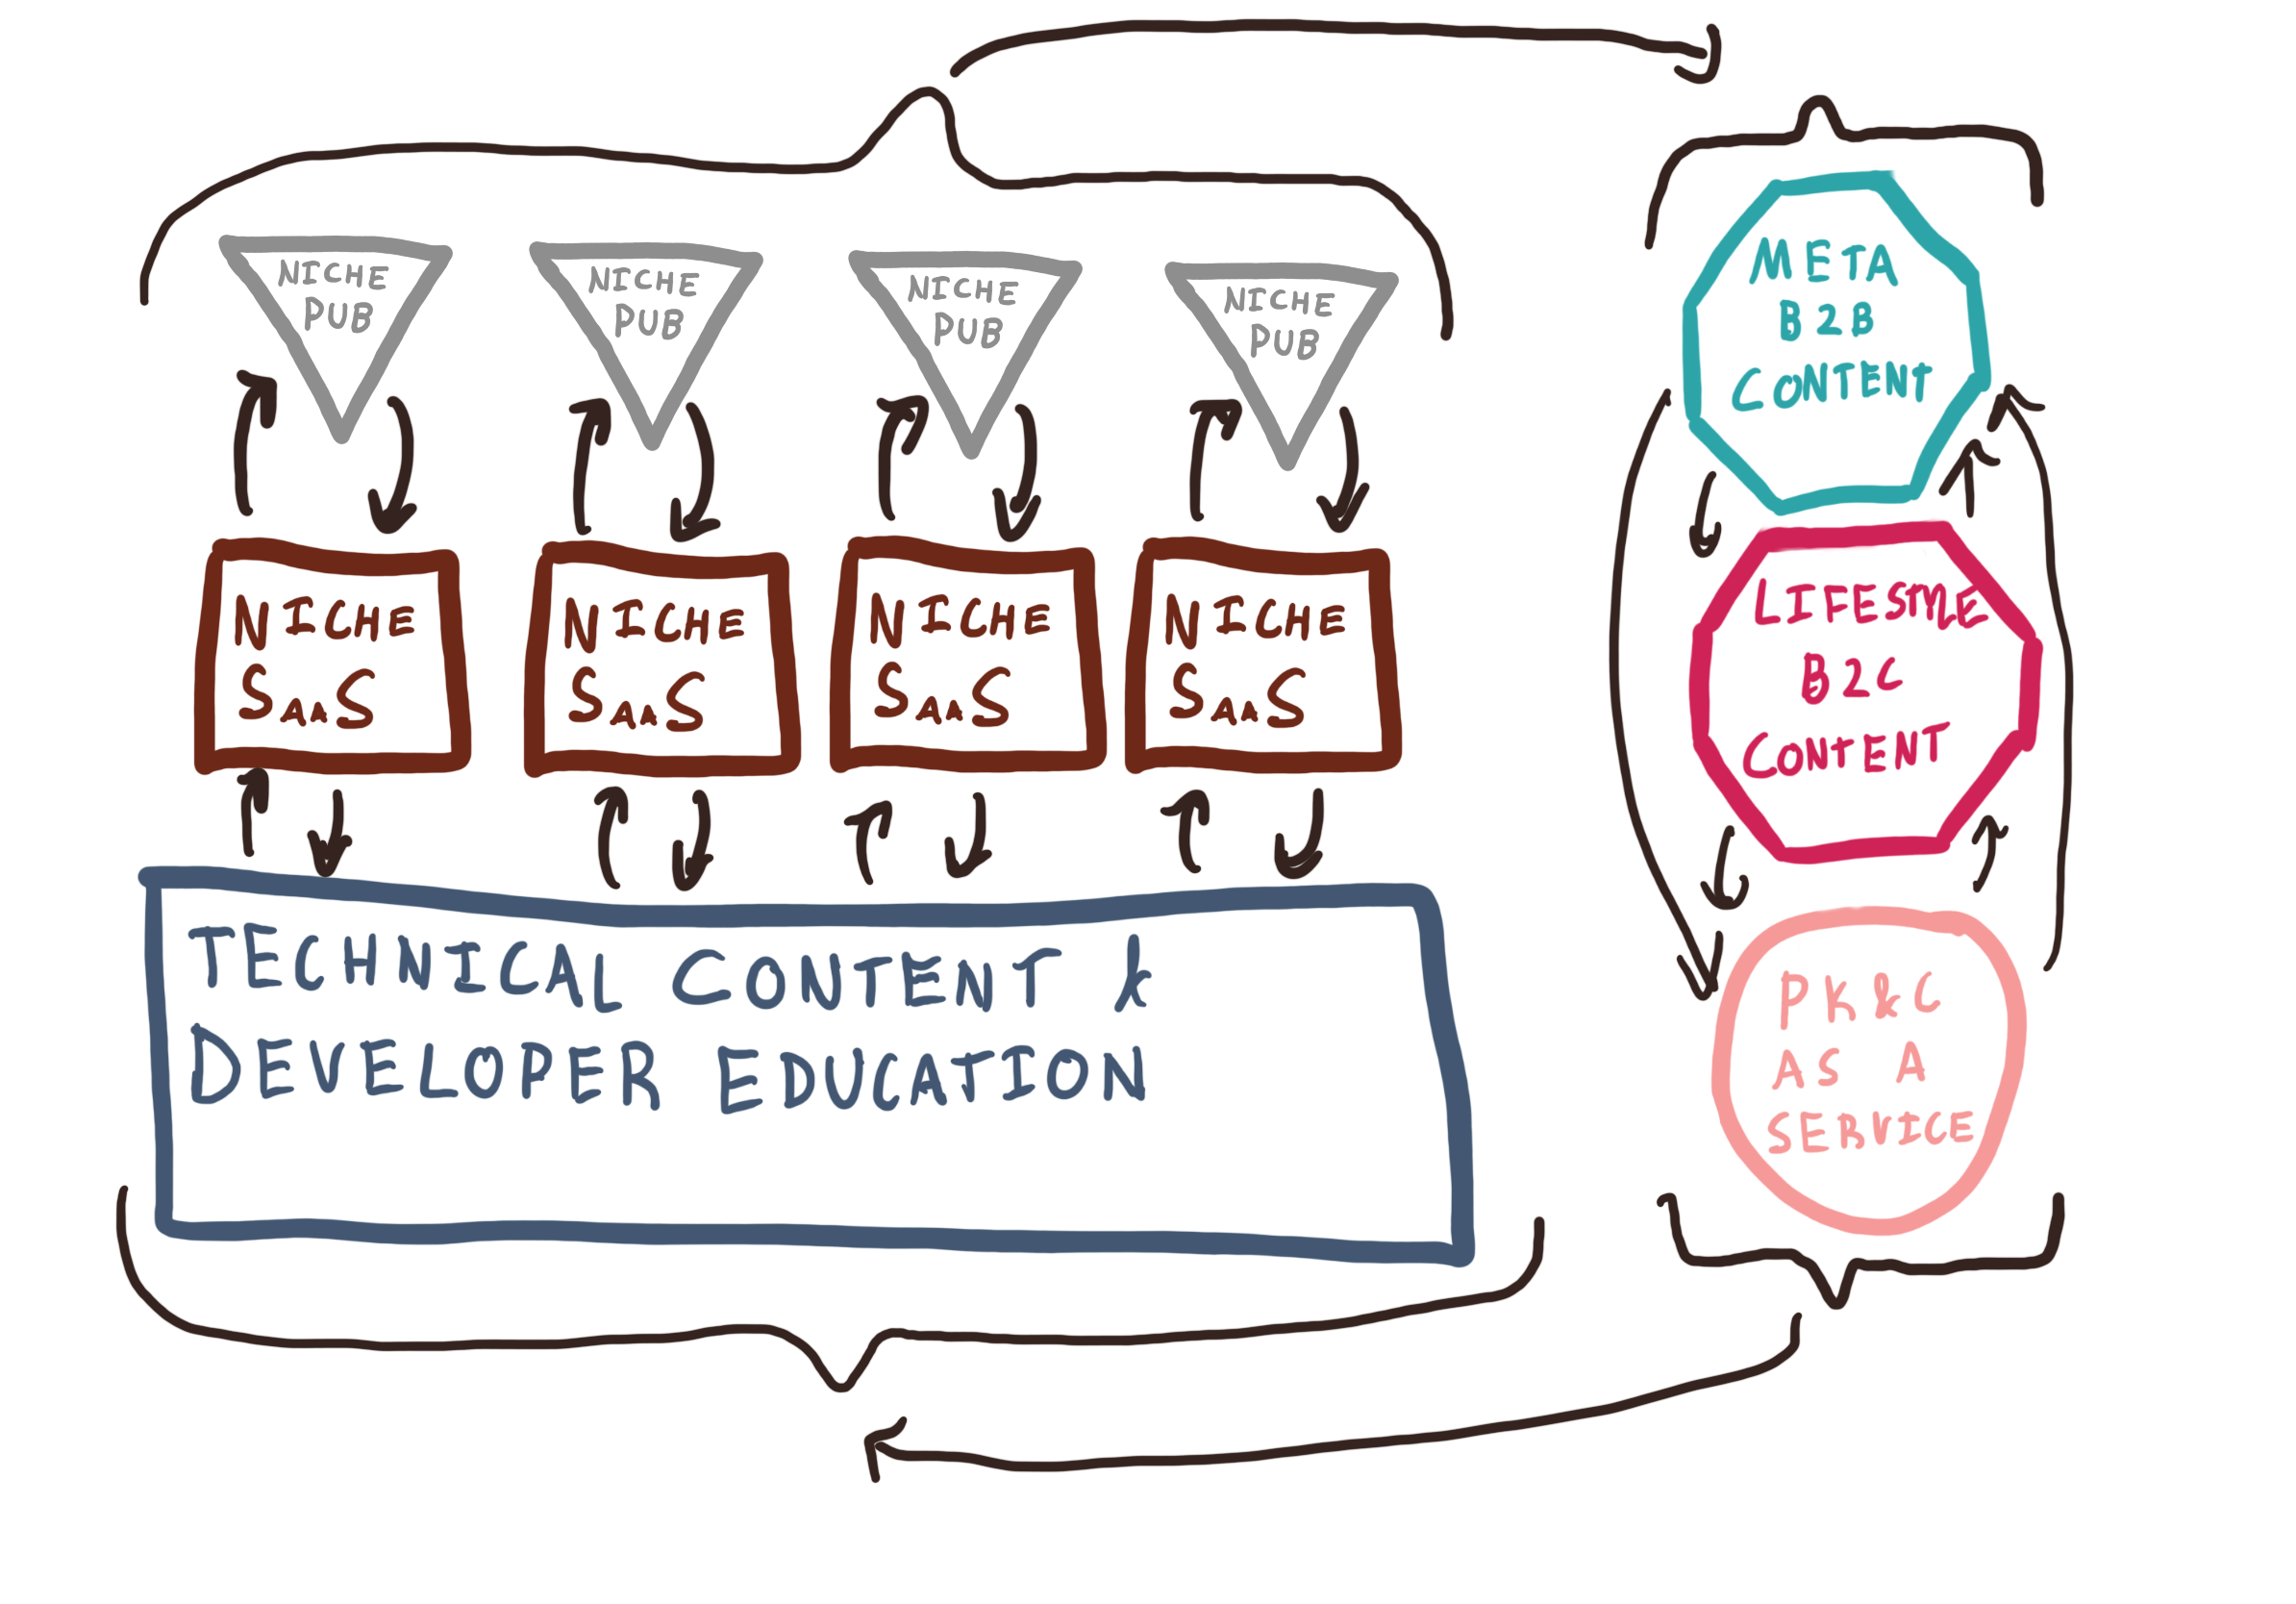 NICHE
PUB
NICHE
PUB
NICHE
PUB
NICHE
PUB
NICHE
SaaS
NICHE
SaaS
NICHE
SaaS
NICHE
SaaS
TECHNICAL CONTENT &
DEVELOPER EDUCATION
META
B2B
CONTENT
LIFESTYLE
B2C
CONTENT
PK&C
AS A
SERVICE